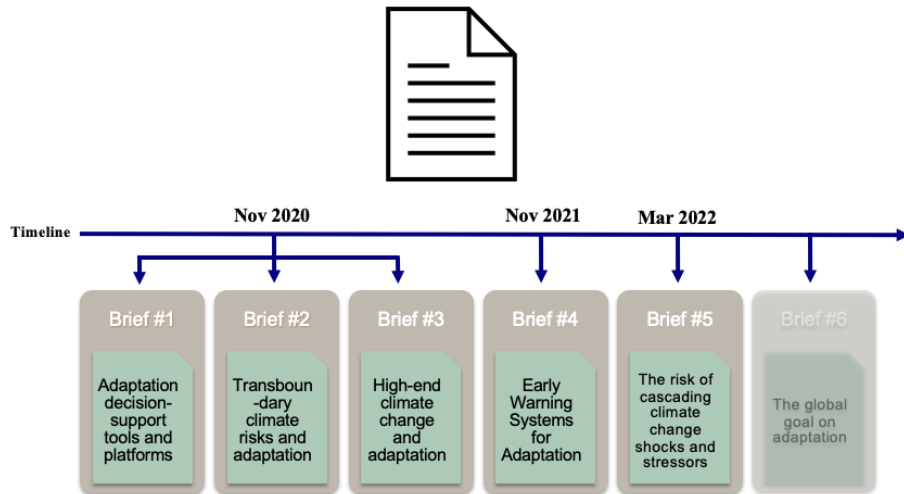 Nov 2020
Nov 2021
Mar 2022
Timeline
Brief #1
Adaptation
decision-
support
tools and
platforms
Brief #2
Transboun
-dary
climate
risks and
adaptation
Brief #3
High-end
climate
change
and
adaptation
Brief #4
Early
Warning
Systems
for
Adaptation
Brief #5
The risk of
cascading
climate
change
shocks and
stressors
Brief #6
The global
goal on
adaptation